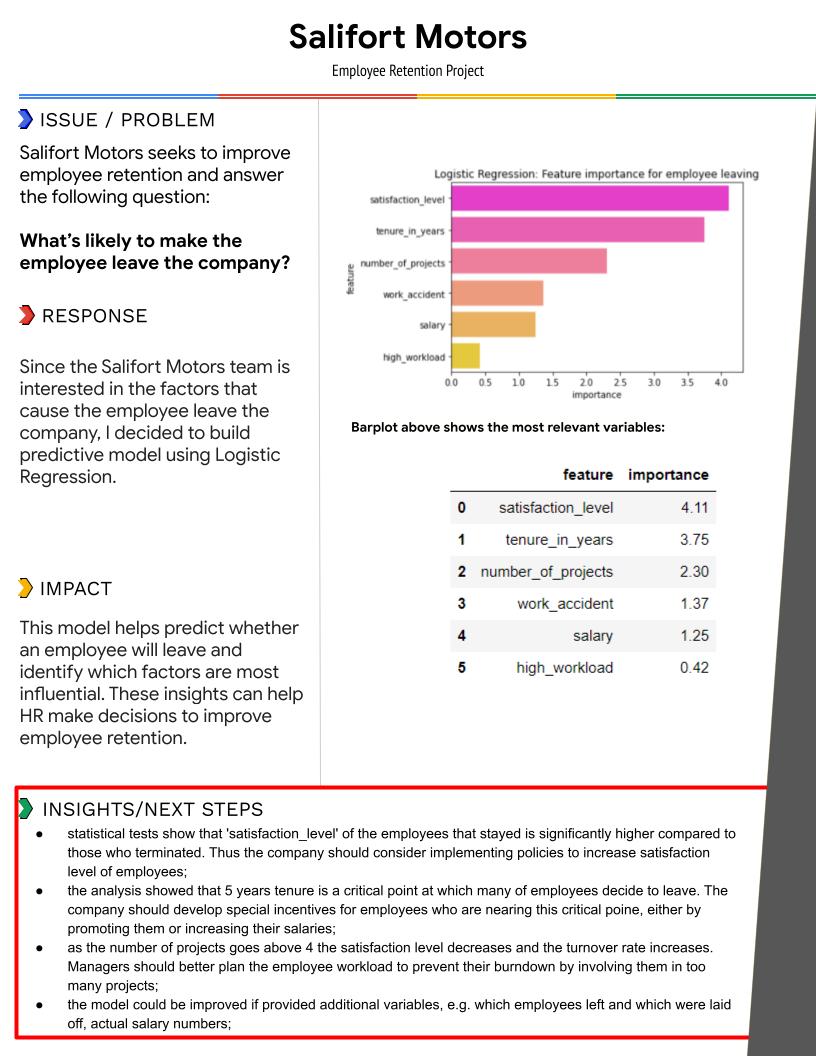 Salifort Motors
Employee Retention Project
ISSUE / PROBLEM
Salifort Motors seeks to improve
employee retention and answer
the following question:
What's likely to make the
employee leave the company?
RESPONSE
Since the Salifort Motors team is
interested in the factors that
cause the employee leave the
company, I decided to build
predictive model using Logistic
Regression.
IMPACT
This model helps predict whether
an employee will leave and
identify which factors are most
influential. These insights can help
HR make decisions to improve
employee retention.
Logistic Regression: Feature importance for employee leaving
feature
satisfaction_level
tenure_in_years
number_of_projects
work_accident
salary
high_workload
0.0 0.5 1.0 1.5 2.0 2.5 3.0 3.5 4.0
importance
Barplot above shows the most relevant variables:
feature importance
0 satisfaction_level 4.11
1 tenure_in_years 3.75
2 number_of_projects 2.30
3 work_accident 1.37
4 salary 1.25
5 high_workload 0.42
INSIGHTS/NEXT STEPS
● statistical tests show that 'satisfaction_level' of the employees that stayed is significantly higher compared to
those who terminated. Thus the company should consider implementing policies to increase satisfaction
level of employees;
● the analysis showed that 5 years tenure is a critical point at which many of employees decide to leave. The
company should develop special incentives for employees who are nearing this critical poine, either by
promoting them or increasing their salaries;
● as the number of projects goes above 4 the satisfaction level decreases and the turnover rate increases.
Managers should better plan the employee workload to prevent their burndown by involving them in too
many projects;
● the model could be improved if provided additional variables, e.g. which employees left and which were laid
off, actual salary numbers;